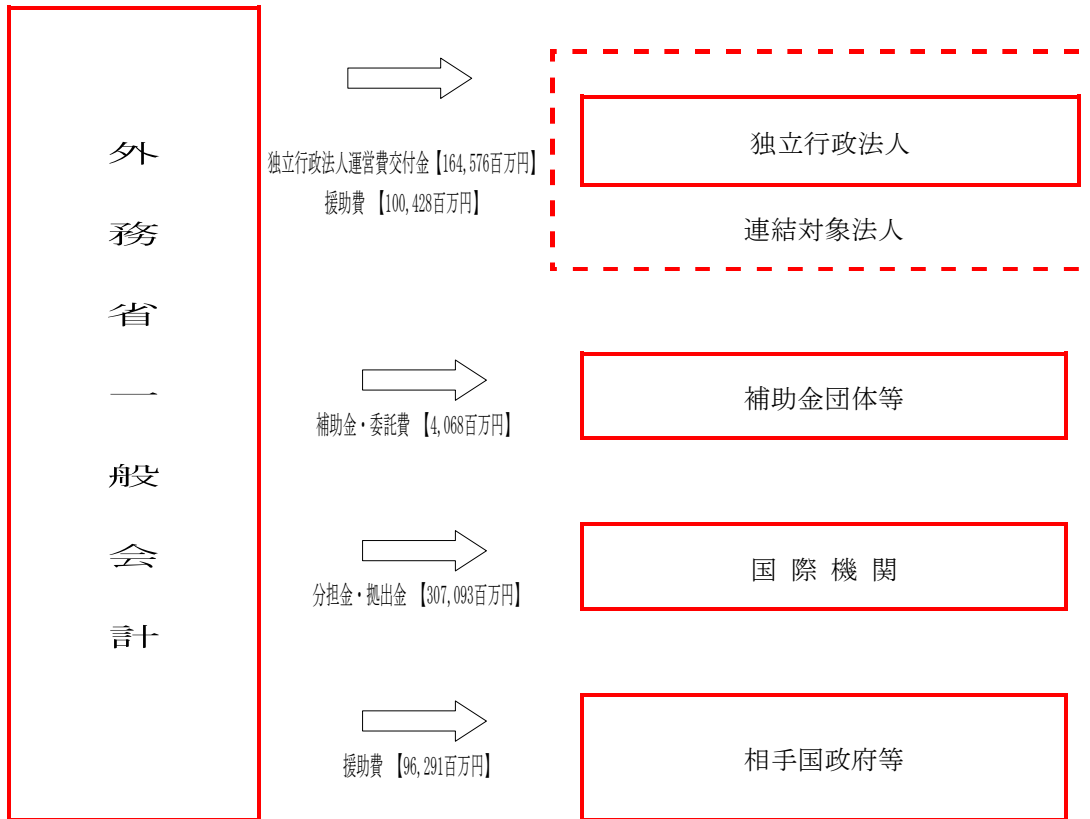 外務省一般会計
独立行政法人運営費交付金【164,576百万円】
援助費 【100,428百万円】
独立行政法人
連結対象法人
補助金・委託費 【4,068百万円】
補助金団体等
分担金・拠出金 【307,093百万円】
国 際 機 関
援助費 【96,291百万円】
相手国政府等